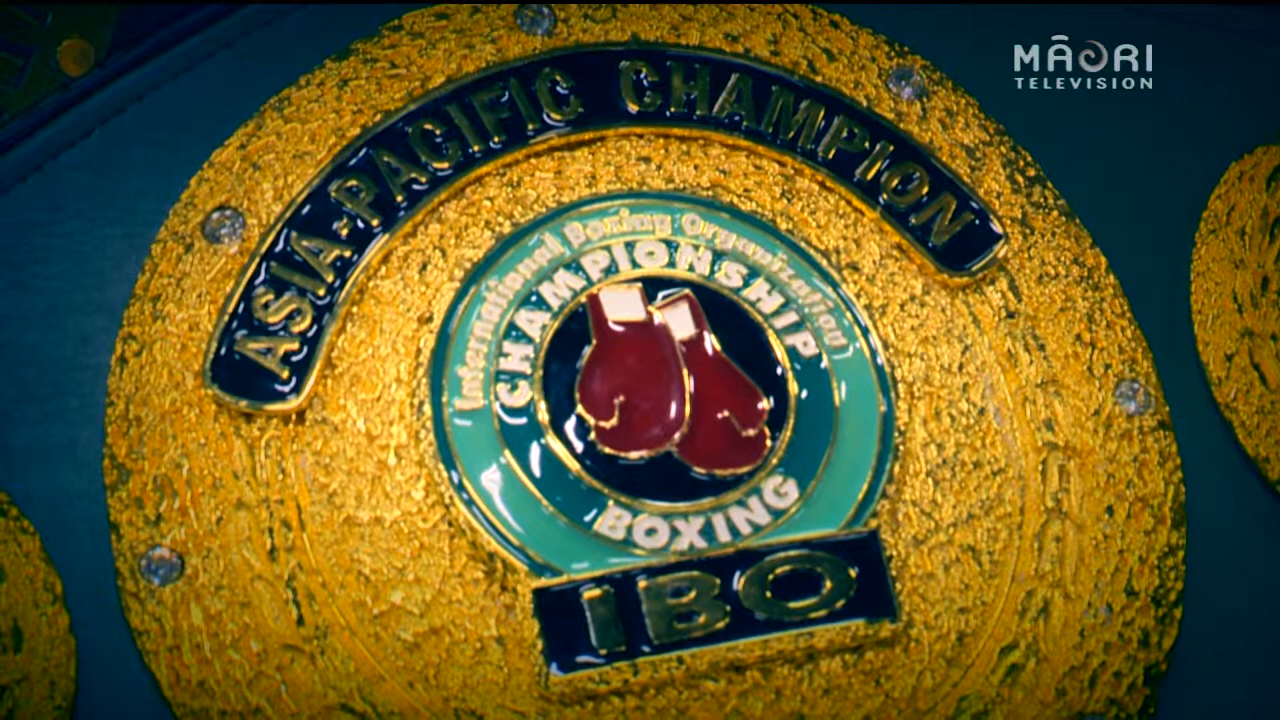 MĀORI
TELEVISION
ASIA-PACIFIC CHAMPION
International Boxing Organization
CHAMPIONSHIP
BOXING
IBO